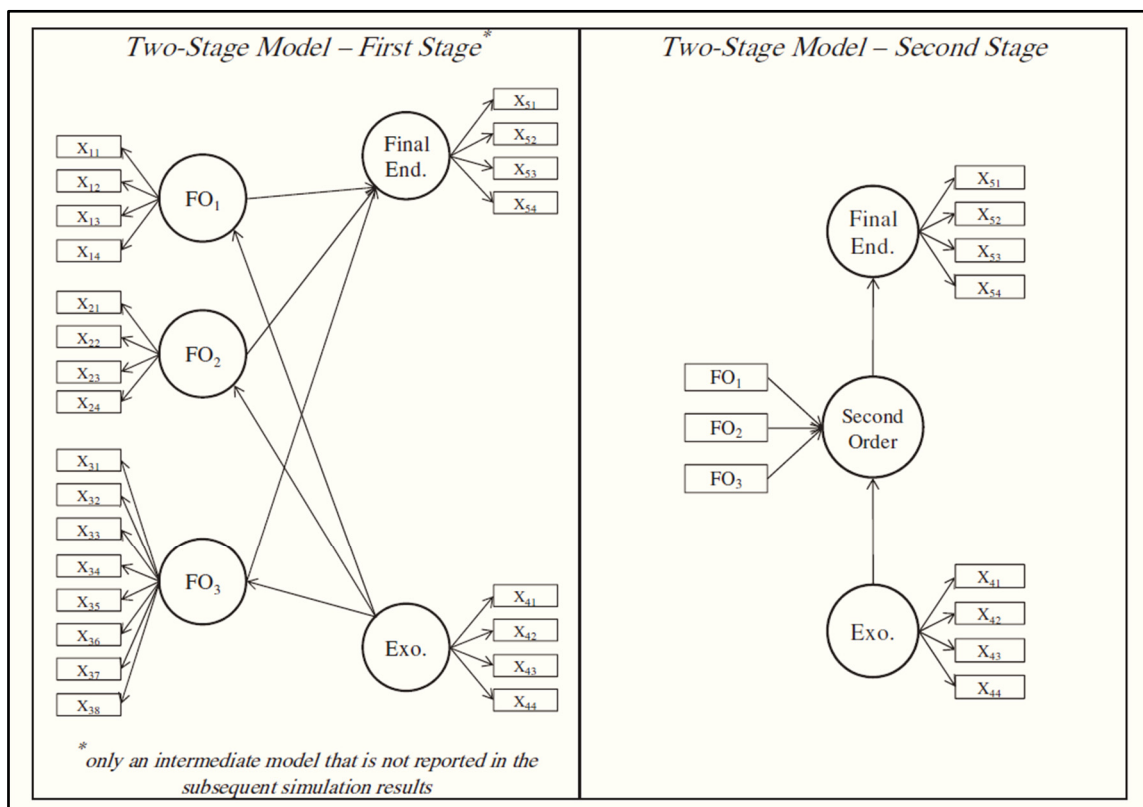 Two-Stage Model – First Stage*
X11
X12
X13
X14
FO1
X21
X22
X23
X24
FO2
X31
X32
X33
X34
X35
X36
X37
X38
FO3
Final
End.
X51
X52
X53
X54
Exo.
X41
X42
X43
X44
*only an intermediate model that is not reported in the
subsequent simulation results
Two-Stage Model – Second Stage
Final
End.
X51
X52
X53
X54
FO1
FO2
FO3
Second
Order
Exo.
X41
X42
X43
X44